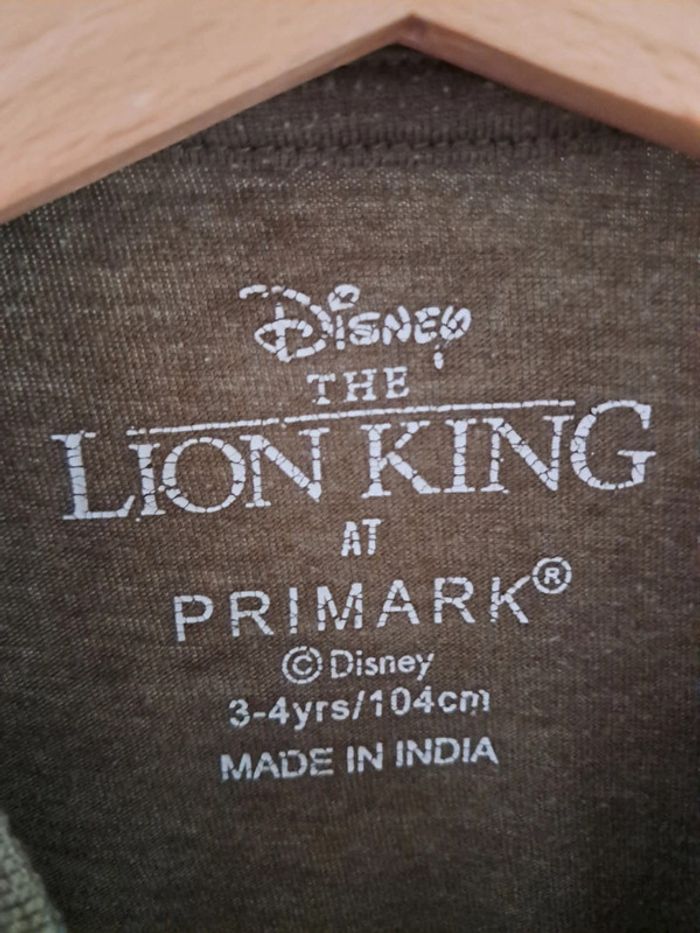 Disney
THE
LION KING
AT
PRIMARK®
© Disney
3-4yrs/104cm
MADE IN INDIA